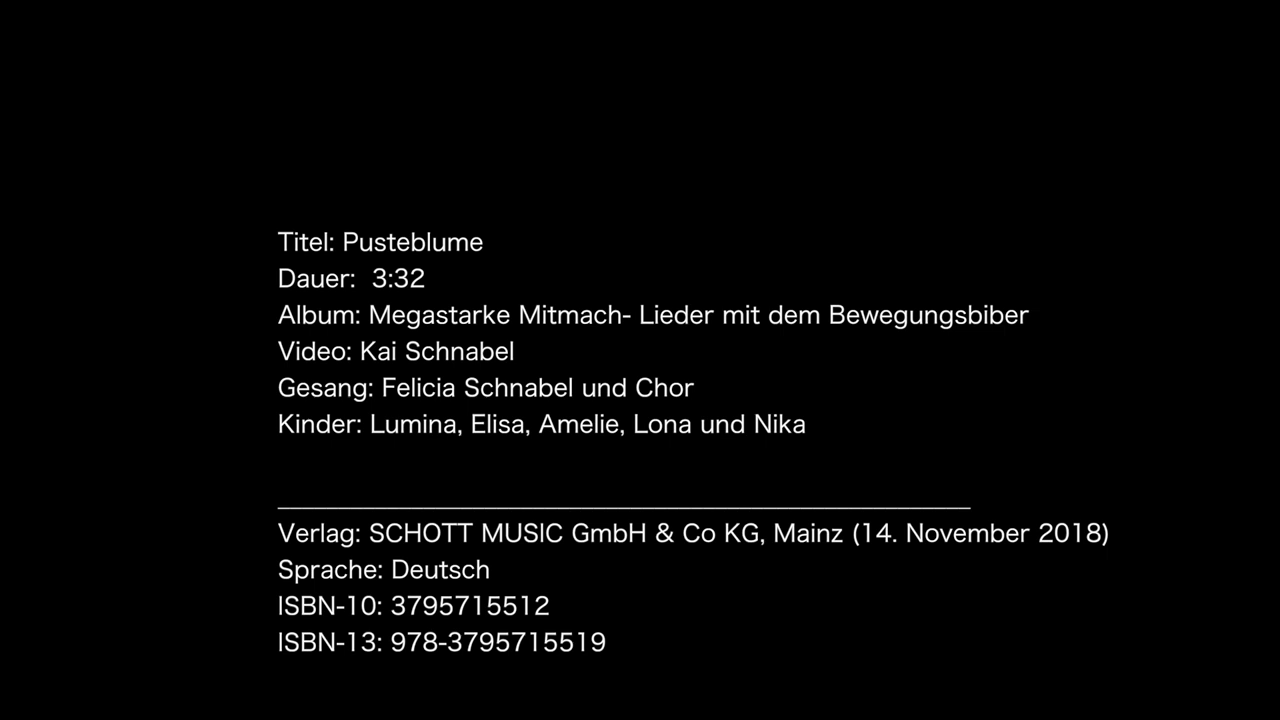 Titel: Pusteblume
Dauer:  3:32
Album: Megastarke Mitmach- Lieder mit dem Bewegungsbiber
Video: Kai Schnabel
Gesang: Felicia Schnabel und Chor
Kinder: Lumina, Elisa, Amelie, Lona und Nika
Verlag: SCHOTT MUSIC GmbH & Co KG, Mainz (14. November 2018)
Sprache: Deutsch
ISBN-10: 3795715512
ISBN-13: 978-3795715519